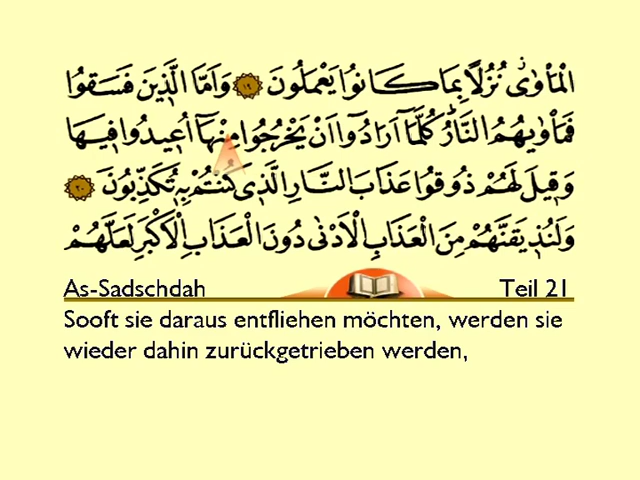 الْمَأْوَىٰ نُزُلًا بِمَا كَانُوا يَعْمَلُونَ ﴿١٩﴾ وَأَمَّا الَّذِينَ فَسَقُوا
فَمَأْوَاهُمُ النَّارُ كُلَّمَا أَرَادُوا أَنْ يَخْرُجُوا مِنْهَا أُعِيدُوا فِيهَا
وَقِيلَ لَهُمْ ذُوقُوا عَذَابَ النَّارِ الَّذِي كُنْتُمْ بِهِ تُكَذِّبُونَ ﴿٢٠﴾
وَلَنُذِيقَنَّهُمْ مِنَ الْعَذَابِ الْأَدْنَىٰ دُونَ الْعَذَابِ الْأَكْبَرِ لَعَلَّهُمْ
As-Sadschdah Teil 21
Sooft sie daraus entfliehen möchten, werden sie
wieder dahin zurückgetrieben werden,